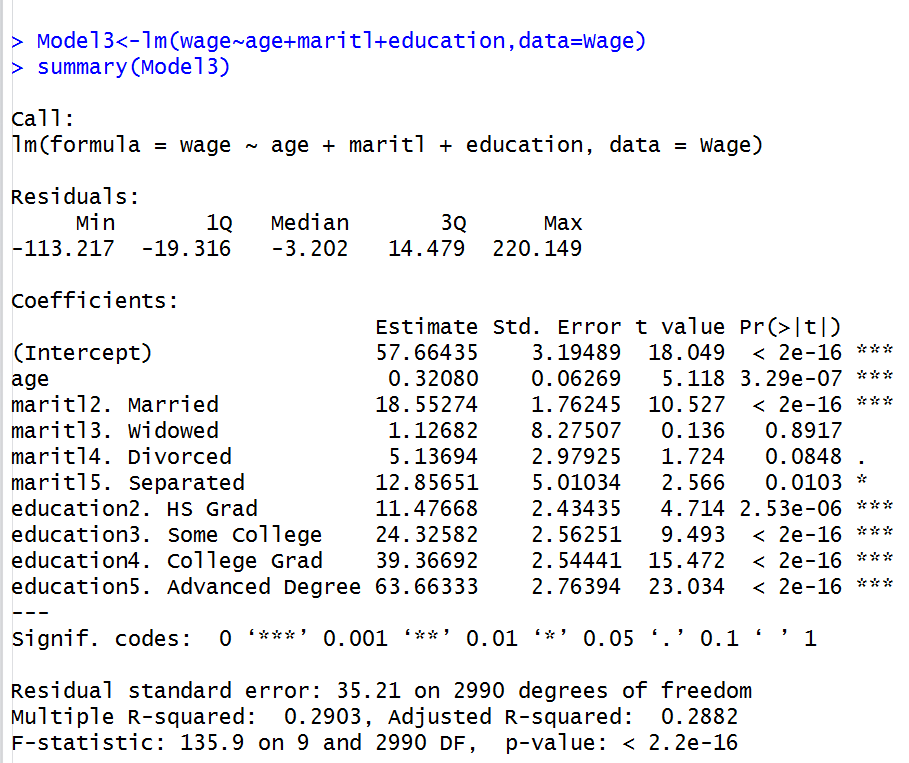 > Model3<-lm(wage~age+maritl+education,data=Wage)
> summary(Model3)
Call:
lm(formula = wage ~ age + maritl + education, data = Wage)
Residuals:
     Min       1Q   Median       3Q      Max
-113.217  -19.316   -3.202   14.479  220.149
Coefficients:
                            Estimate Std. Error t value Pr(>|t|)
(Intercept)                 57.66435    3.19489  18.049  < 2e-16 ***
age                          0.32080    0.06269   5.118 3.29e-07 ***
maritl2. Married            18.55274    1.76245  10.527  < 2e-16 ***
maritl3. Widowed             1.12682    8.27507   0.136   0.8917
maritl4. Divorced            5.13694    2.97925   1.724   0.0848 .
maritl5. Separated          12.85651    5.01034   2.566   0.0103 *
education2. HS Grad         11.47668    2.43435   4.714 2.53e-06 ***
education3. Some College    24.32582    2.56251   9.493  < 2e-16 ***
education4. College Grad    39.36692    2.54441  15.472  < 2e-16 ***
education5. Advanced Degree 63.66333    2.76394  23.034  < 2e-16 ***
---
Signif. codes:  0 ‘***’ 0.001 ‘**’ 0.01 ‘*’ 0.05 ‘.’ 0.1 ‘ ’ 1
Residual standard error: 35.21 on 2990 degrees of freedom
Multiple R-squared:  0.2903, Adjusted R-squared:  0.2882
F-statistic: 135.9 on 9 and 2990 DF,  p-value: < 2.2e-16